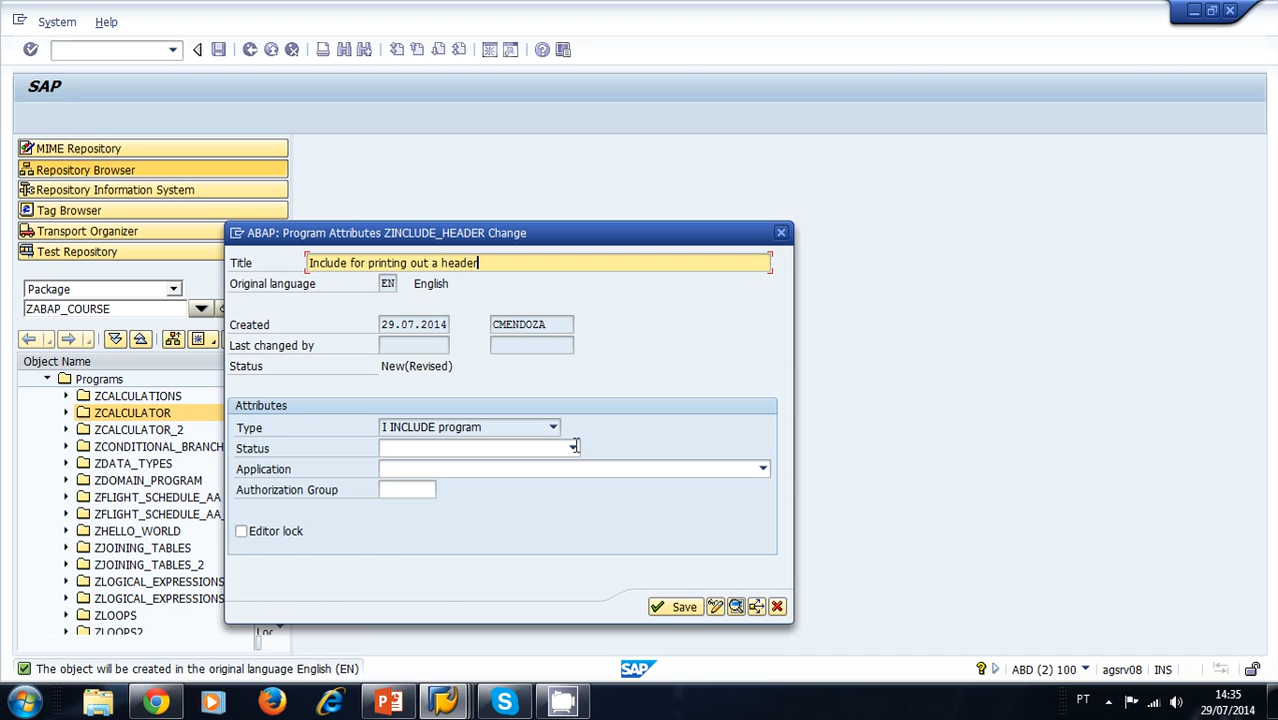 System Help
SAP
MIME Repository
Repository Browser
Repository Information System
Tag Browser
Transport Organizer
Test Repository
Package
ZABAP_COURSE
Object Name
Programs
ZCALCULATIONS
ZCALCULATOR
ZCALCULATOR_2
ZCONDITIONAL_BRANCH
ZDATA_TYPES
ZDOMAIN_PROGRAM
ZFLIGHT_SCHEDULE_AA
ZFLIGHT_SCHEDULE_AA_
ZHELLO_WORLD
ZJOINING_TABLES
ZJOINING_TABLES_2
ZLOGICAL_EXPRESSIONS
ZLOGICAL_EXPRESSIONS
ZLOOPS
ZLOOPS2
ABAP: Program Attributes ZINCLUDE_HEADER Change
Title Include for printing out a header
Original language EN English
Created 29.07.2014 CMENDOZA
Last changed by
Status New(Revised)
Attributes
Type I INCLUDE program
Status
Application
Authorization Group
Editor lock
Save
The object will be created in the original language English (EN)
SAP
ABD (2) 100 agsrv08 INS
PT
14:35
29/07/2014